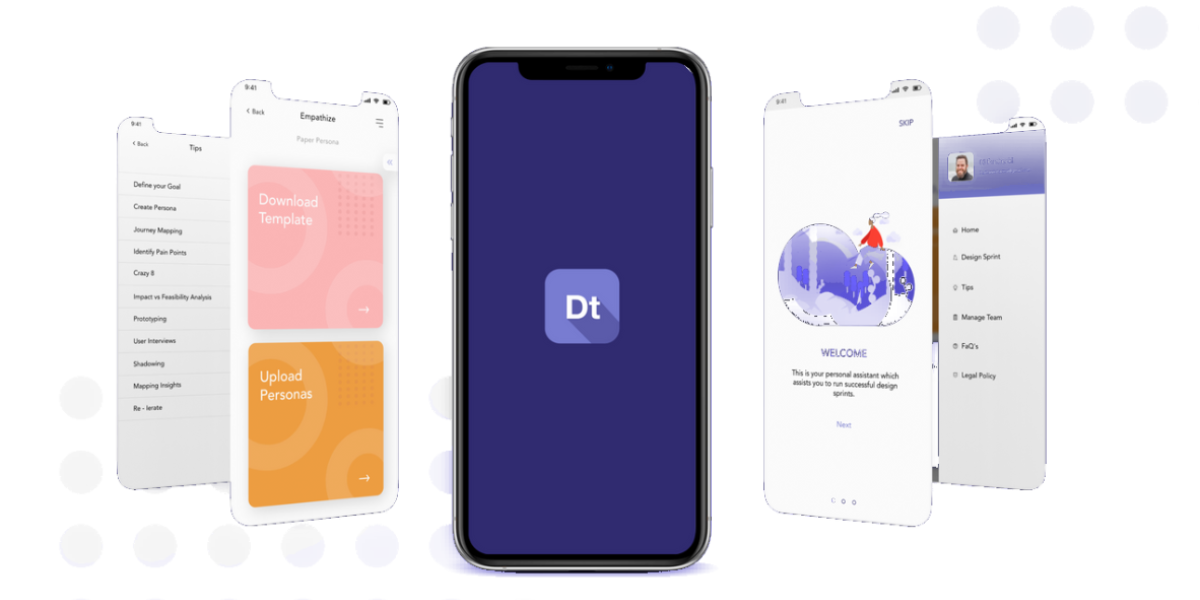 9:41
Back
Tips
Define your Goal
Create Persona
Journey Mapping
Identify Pain Points
Crazy 8
Impact vs Feasibility Analysis
Prototyping
User Interviews
Shadowing
Mapping Insights
Re - lerate
9:41
Back
Empathize
Paper Persona
Download
Template
Upload
Personas
Dt
9:41
SKIP
WELCOME
This is your personal assistant which
assists you to run successful design
sprints.
Next
Home
Design Sprint
Tips
Manage Team
FaQ's
Legal Policy